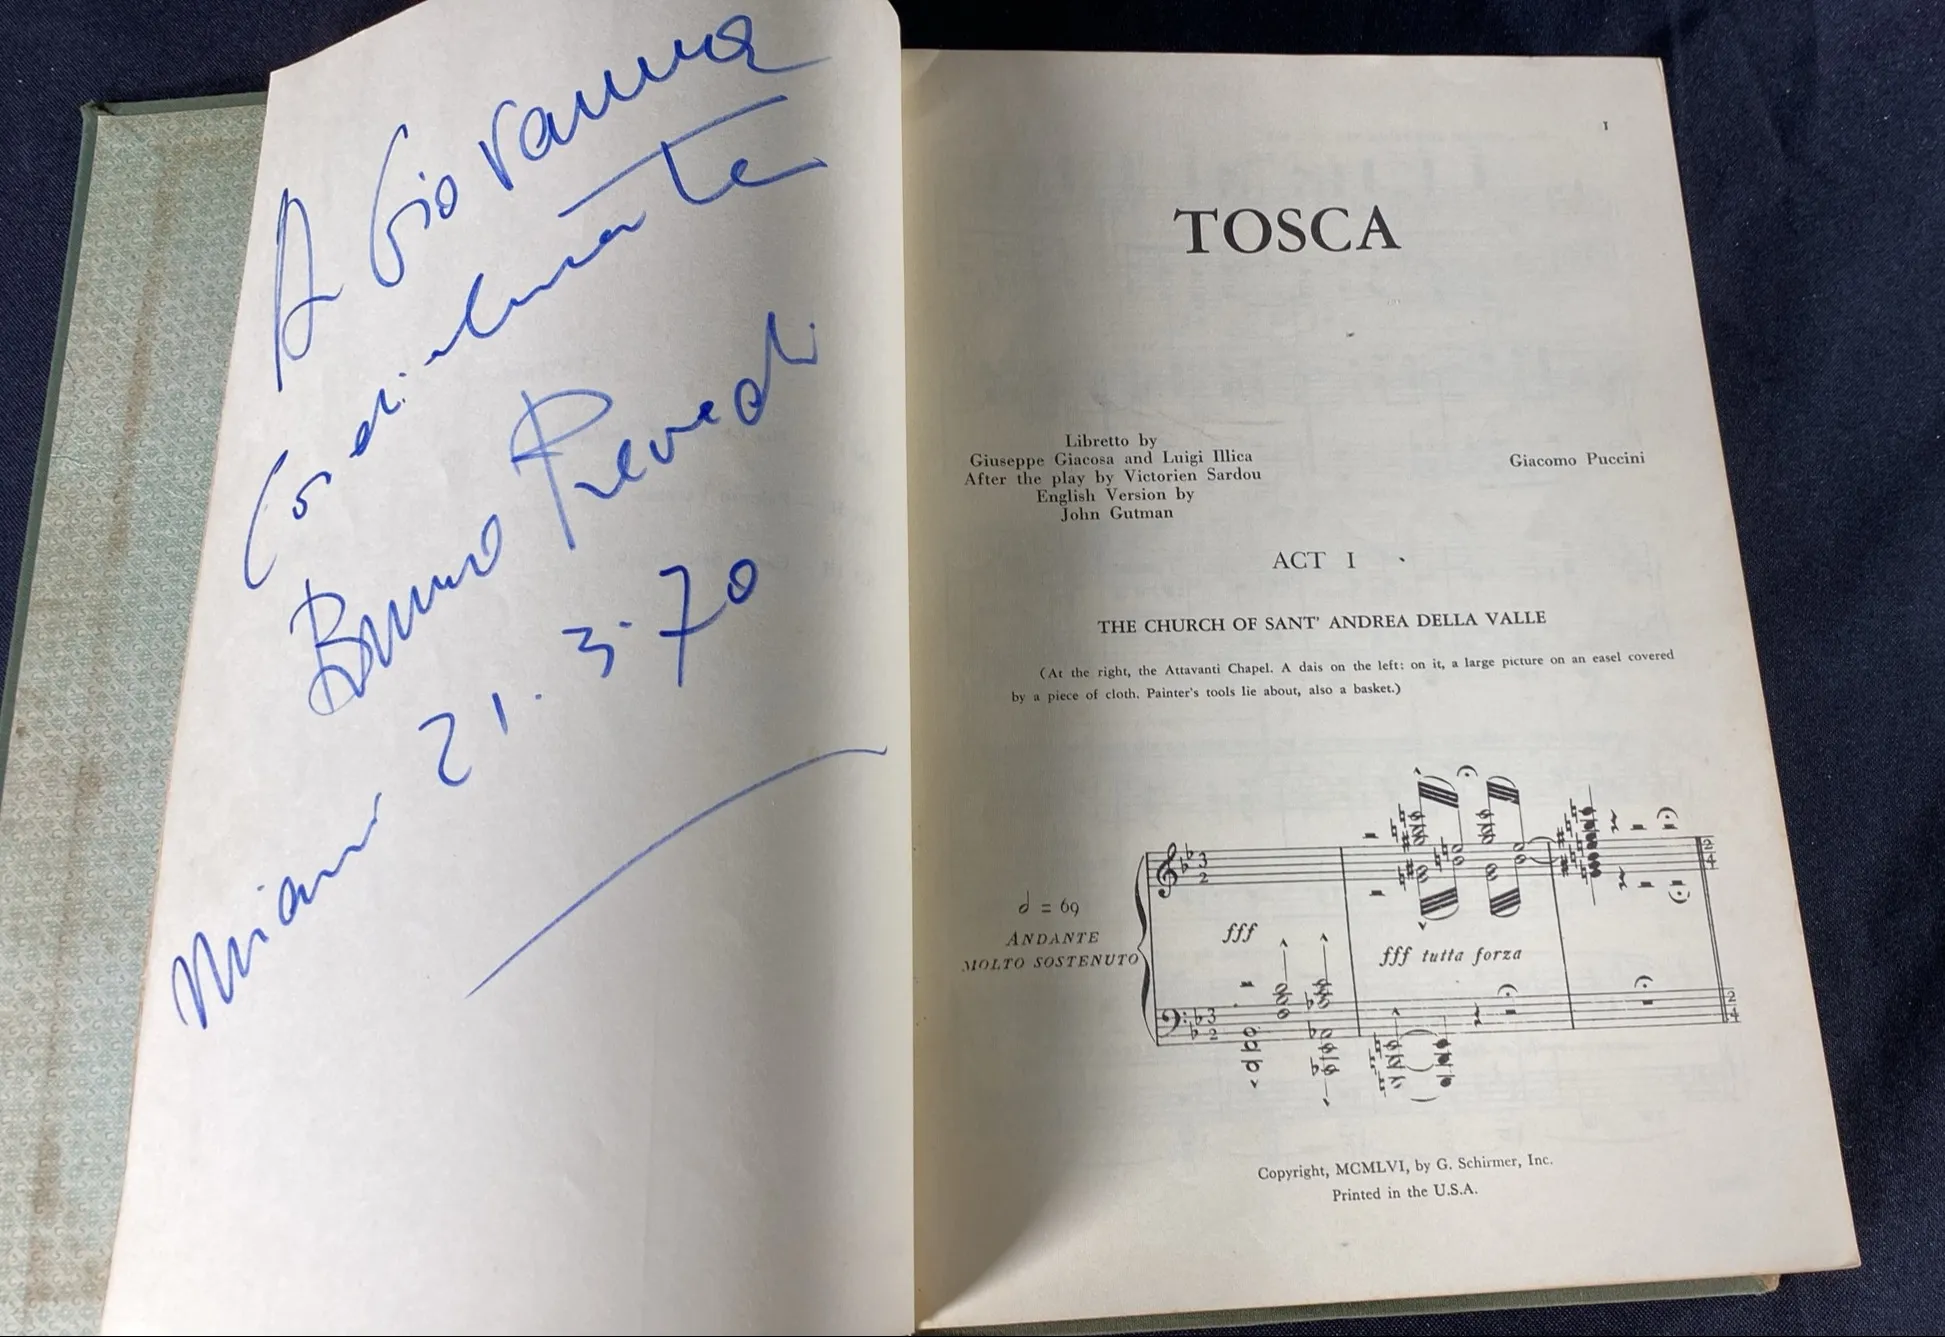 A Giovanna
Cordialmente
Bruno Prevedi
Miami 21.3.70
1
TOSCA
Libretto by
Giuseppe Giacosa and Luigi Illica
After the play by Victorien Sardou
English Version by
John Gutman
Giacomo Puccini
ACT I
THE CHURCH OF SANT' ANDREA DELLA VALLE
(At the right, the Attavanti Chapel. A dais on the left: on it, a large picture on an easel covered
by a piece of cloth. Painter's tools lie about, also a basket.)
𝅗𝅥 = 69
ANDANTE
MOLTO SOSTENUTO
fff
fff tutta forza
Copyright, MCMLVI, by G. Schirmer, Inc.
Printed in the U.S.A.